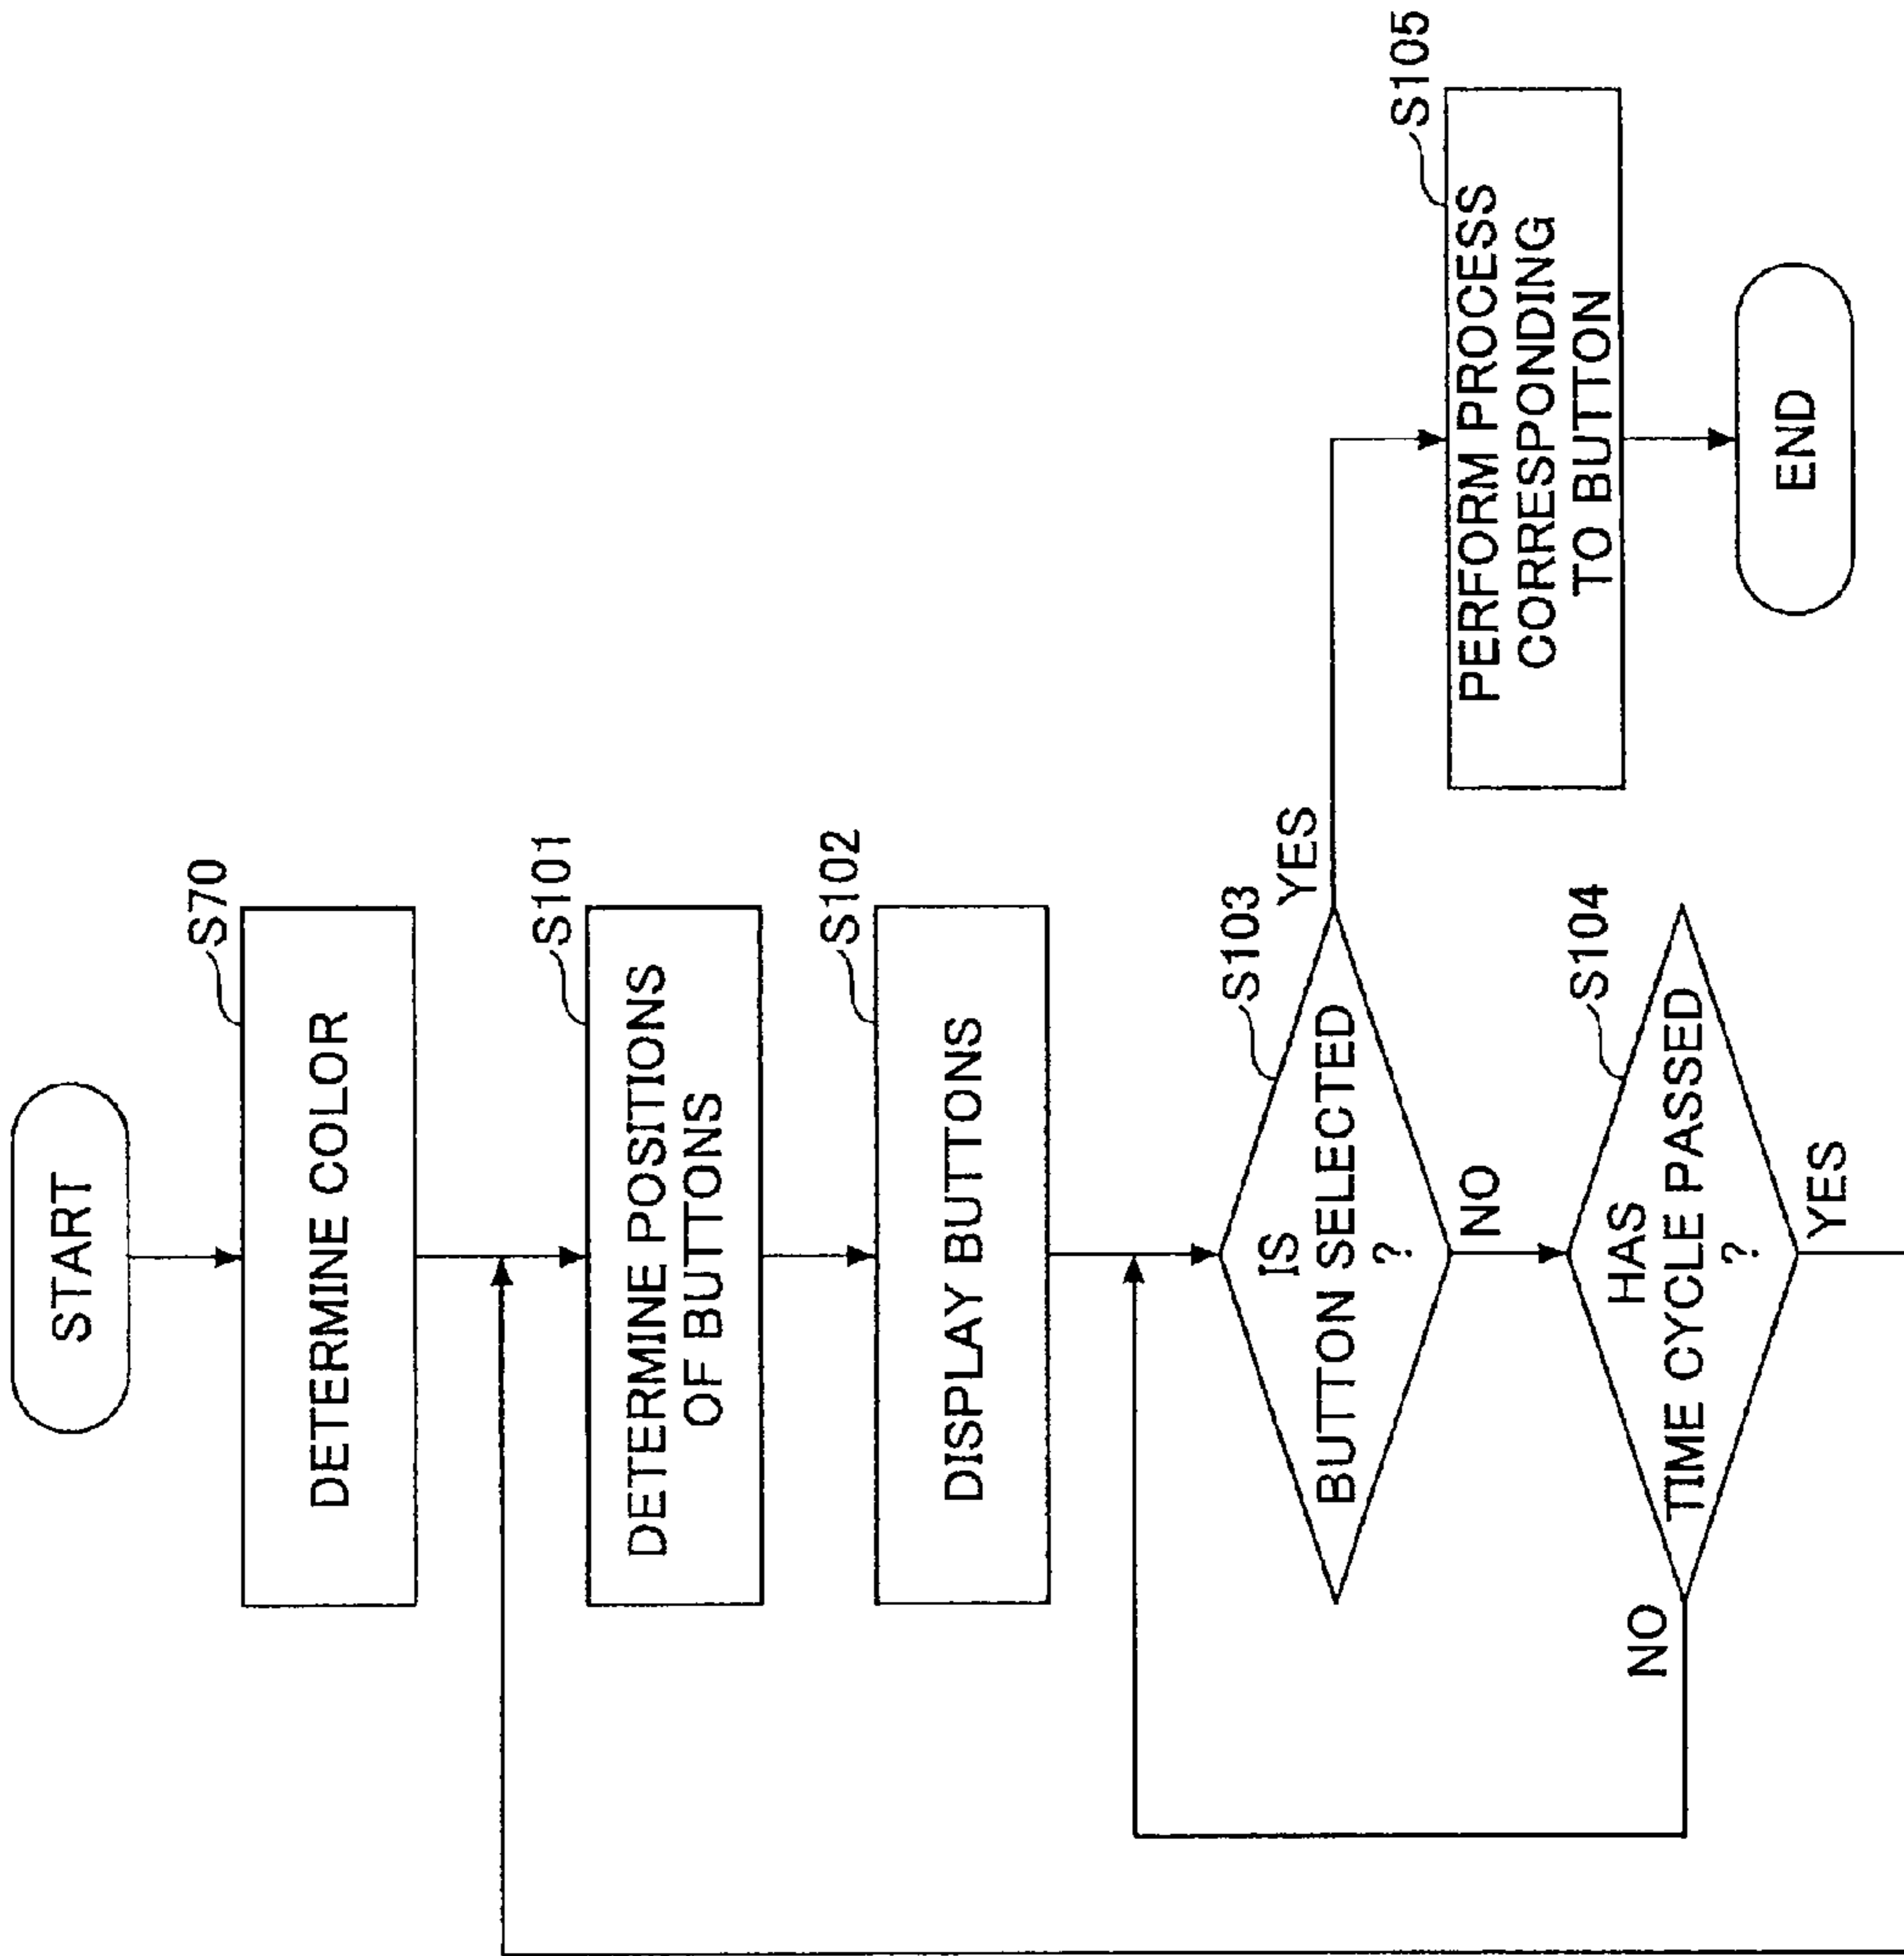 START
S70
DETERMINE COLOR
S101
DETERMINE POSITIONS
OF BUTTONS
S102
DISPLAY BUTTONS
S103
IS
BUTTON SELECTED
?
YES
NO
S104
HAS
TIME CYCLE PASSED
?
NO
YES
S105
PERFORM PROCESS
CORRESPONDING
TO BUTTON
END